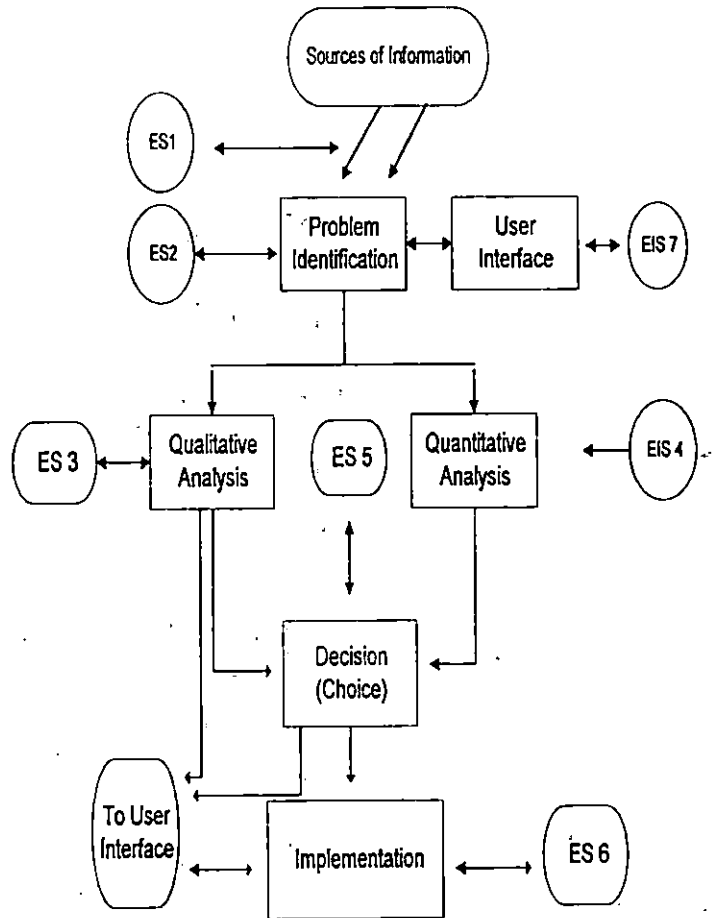 Sources of Information
ES1
ES2
Problem
Identification
User
Interface
EIS 7
ES 3
Qualitative
Analysis
ES 5
Quantitative
Analysis
EIS 4
Decision
(Choice)
To User
Interface
Implementation
ES 6